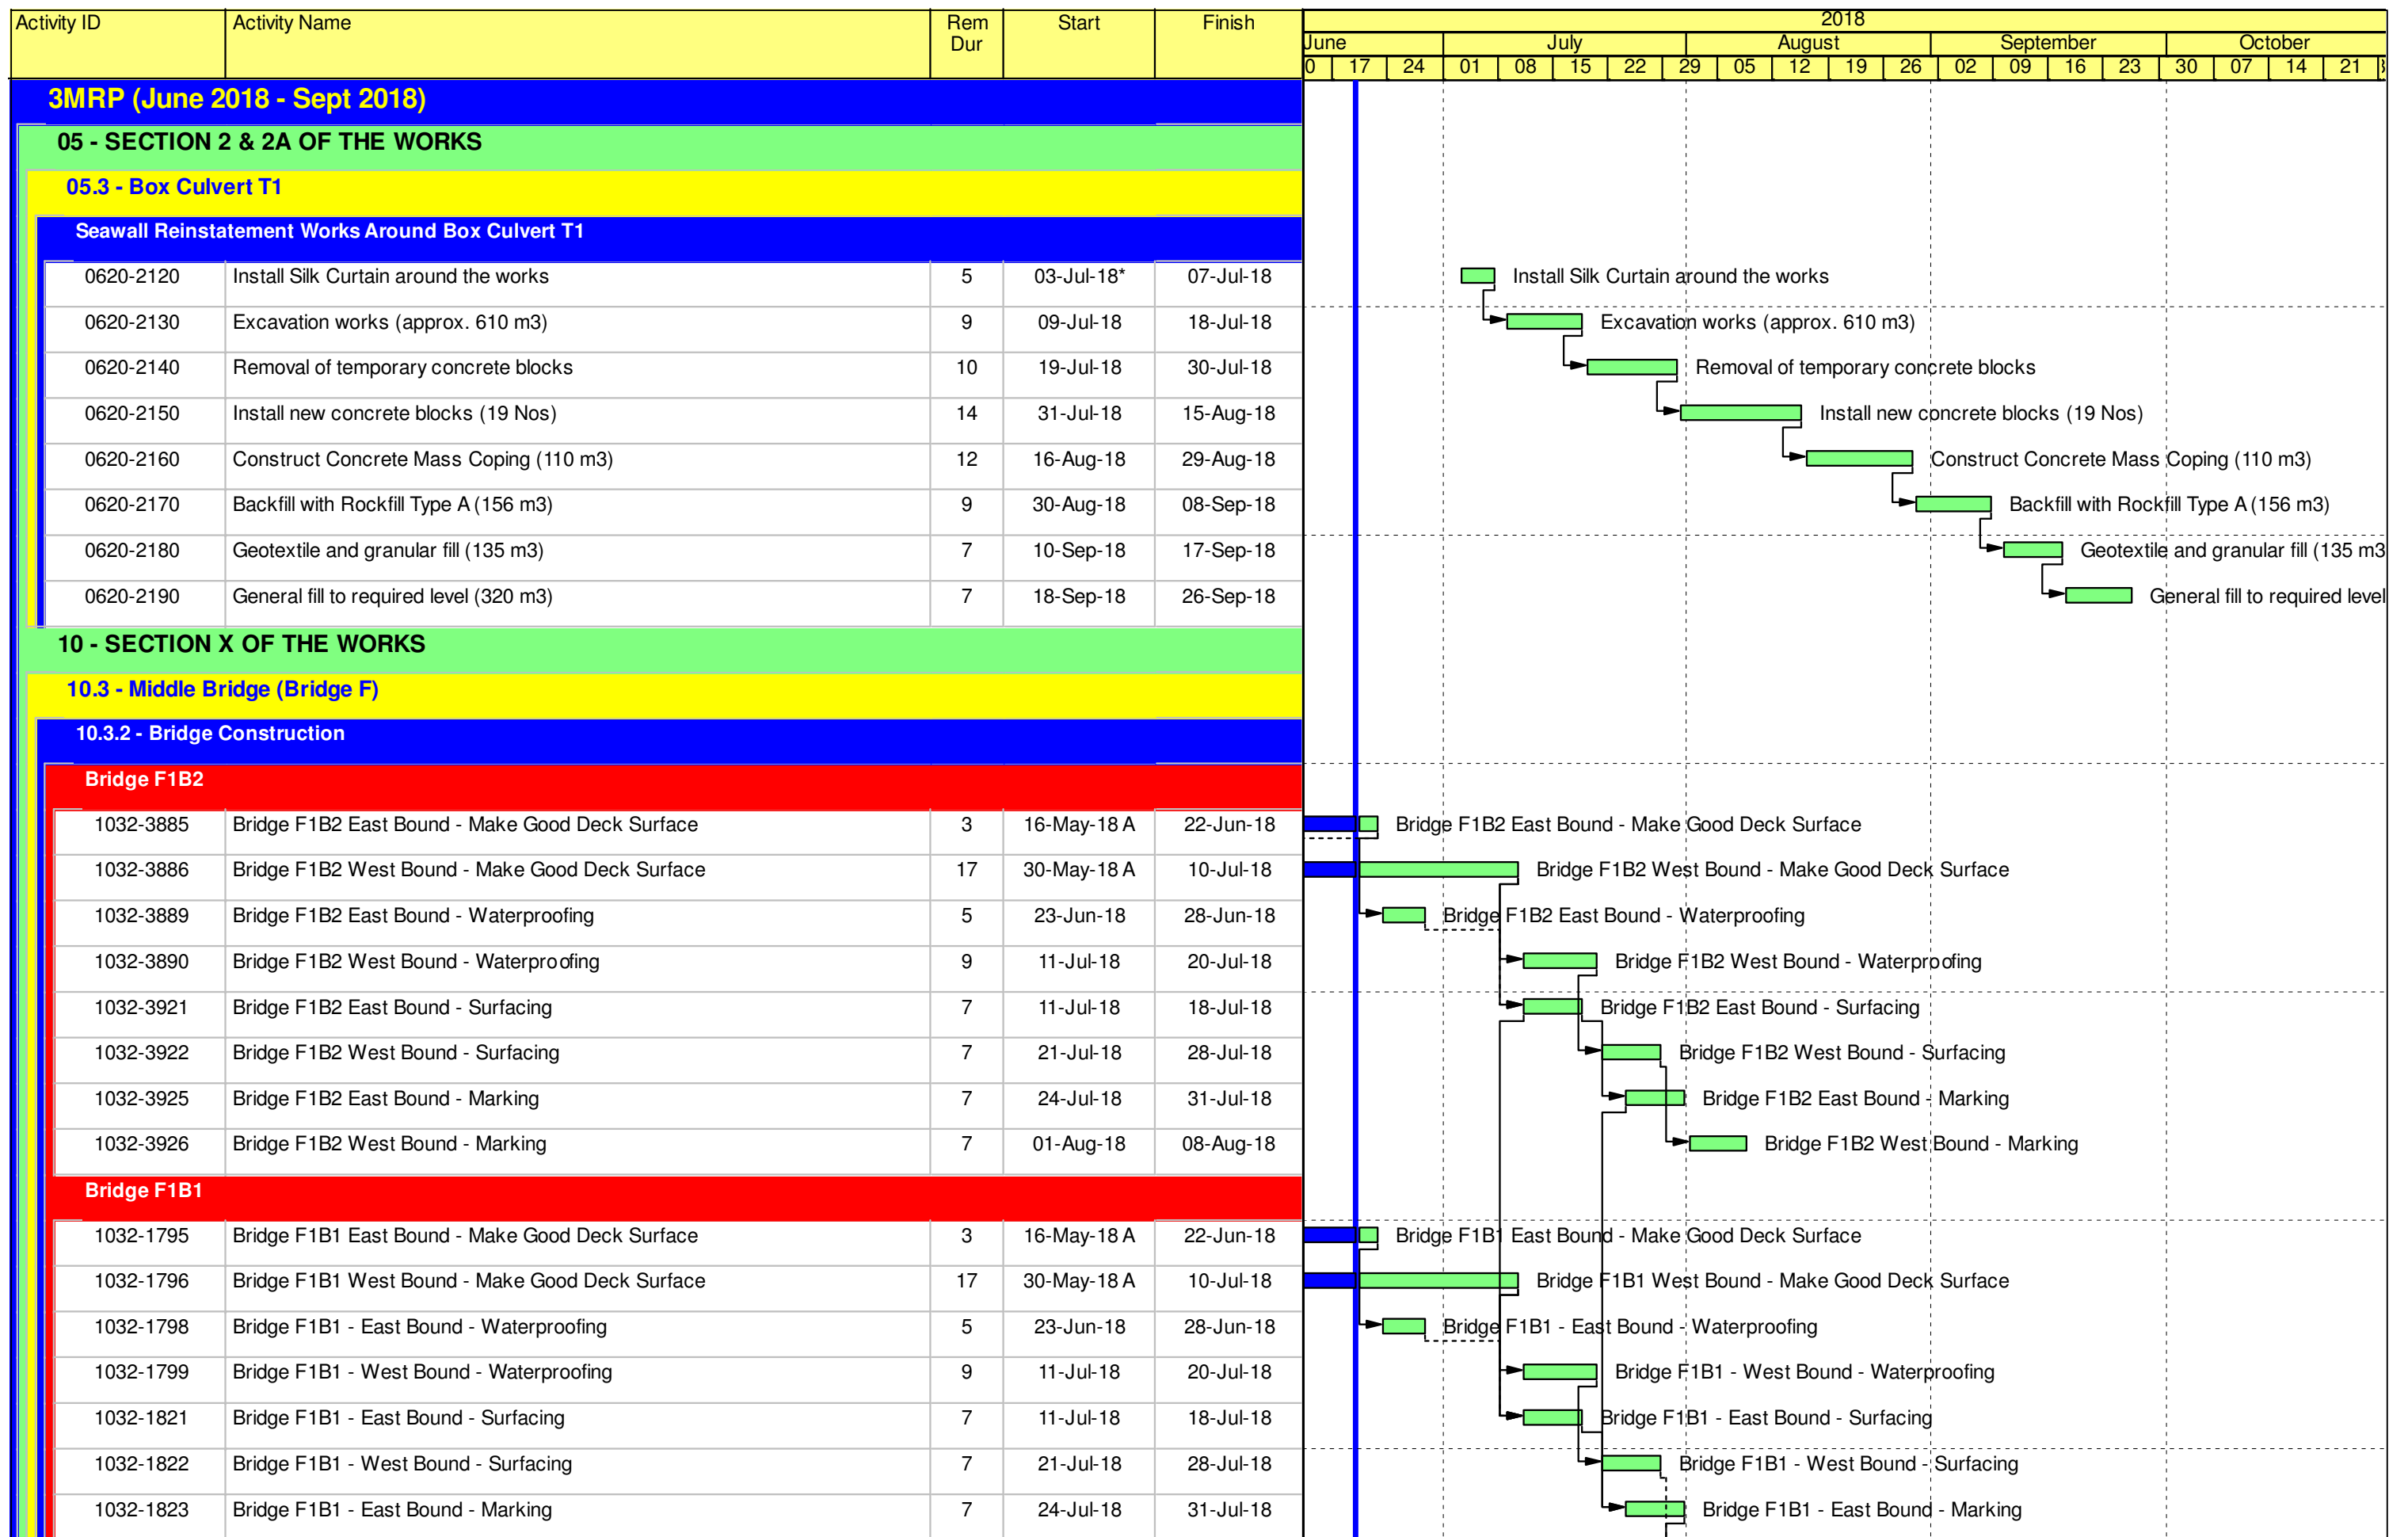 Activity ID Activity Name Rem Dur Start Finish 2018
June July August September October
0 17 24 01 08 15 22 29 05 12 19 26 02 09 16 23 30 07 14 21
3MRP (June 2018 - Sept 2018)
05 - SECTION 2 & 2A OF THE WORKS
05.3 - Box Culvert T1
Seawall Reinstatement Works Around Box Culvert T1
0620-2120 Install Silk Curtain around the works 5 03-Jul-18* 07-Jul-18 Install Silk Curtain around the works
0620-2130 Excavation works (approx. 610 m3) 9 09-Jul-18 18-Jul-18 Excavation works (approx. 610 m3)
0620-2140 Removal of temporary concrete blocks 10 19-Jul-18 30-Jul-18 Removal of temporary concrete blocks
0620-2150 Install new concrete blocks (19 Nos) 14 31-Jul-18 15-Aug-18 Install new concrete blocks (19 Nos)
0620-2160 Construct Concrete Mass Coping (110 m3) 12 16-Aug-18 29-Aug-18 Construct Concrete Mass Coping (110 m3)
0620-2170 Backfill with Rockfill Type A (156 m3) 9 30-Aug-18 08-Sep-18 Backfill with Rockfill Type A (156 m3)
0620-2180 Geotextile and granular fill (135 m3) 7 10-Sep-18 17-Sep-18 Geotextile and granular fill (135 m3
0620-2190 General fill to required level (320 m3) 7 18-Sep-18 26-Sep-18 General fill to required level
10 - SECTION X OF THE WORKS
10.3 - Middle Bridge (Bridge F)
10.3.2 - Bridge Construction
Bridge F1B2
1032-3885 Bridge F1B2 East Bound - Make Good Deck Surface 3 16-May-18 A 22-Jun-18 Bridge F1B2 East Bound - Make Good Deck Surface
1032-3886 Bridge F1B2 West Bound - Make Good Deck Surface 17 30-May-18 A 10-Jul-18 Bridge F1B2 West Bound - Make Good Deck Surface
1032-3889 Bridge F1B2 East Bound - Waterproofing 5 23-Jun-18 28-Jun-18 Bridge F1B2 East Bound - Waterproofing
1032-3890 Bridge F1B2 West Bound - Waterproofing 9 11-Jul-18 20-Jul-18 Bridge F1B2 West Bound - Waterproofing
1032-3921 Bridge F1B2 East Bound - Surfacing 7 11-Jul-18 18-Jul-18 Bridge F1B2 East Bound - Surfacing
1032-3922 Bridge F1B2 West Bound - Surfacing 7 21-Jul-18 28-Jul-18 Bridge F1B2 West Bound - Surfacing
1032-3925 Bridge F1B2 East Bound - Marking 7 24-Jul-18 31-Jul-18 Bridge F1B2 East Bound - Marking
1032-3926 Bridge F1B2 West Bound - Marking 7 01-Aug-18 08-Aug-18 Bridge F1B2 West Bound - Marking
Bridge F1B1
1032-1795 Bridge F1B1 East Bound - Make Good Deck Surface 3 16-May-18 A 22-Jun-18 Bridge F1B1 East Bound - Make Good Deck Surface
1032-1796 Bridge F1B1 West Bound - Make Good Deck Surface 17 30-May-18 A 10-Jul-18 Bridge F1B1 West Bound - Make Good Deck Surface
1032-1798 Bridge F1B1 - East Bound - Waterproofing 5 23-Jun-18 28-Jun-18 Bridge F1B1 - East Bound - Waterproofing
1032-1799 Bridge F1B1 - West Bound - Waterproofing 9 11-Jul-18 20-Jul-18 Bridge F1B1 - West Bound - Waterproofing
1032-1821 Bridge F1B1 - East Bound - Surfacing 7 11-Jul-18 18-Jul-18 Bridge F1B1 - East Bound - Surfacing
1032-1822 Bridge F1B1 - West Bound - Surfacing 7 21-Jul-18 28-Jul-18 Bridge F1B1 - West Bound - Surfacing
1032-1823 Bridge F1B1 - East Bound - Marking 7 24-Jul-18 31-Jul-18 Bridge F1B1 - East Bound - Marking